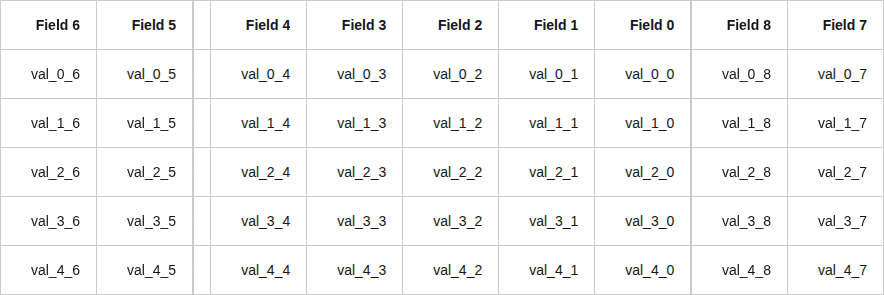 Field 6 Field 5 Field 4 Field 3 Field 2 Field 1 Field 0 Field 8 Field 7
val_0_6 val_0_5 val_0_4 val_0_3 val_0_2 val_0_1 val_0_0 val_0_8 val_0_7
val_1_6 val_1_5 val_1_4 val_1_3 val_1_2 val_1_1 val_1_0 val_1_8 val_1_7
val_2_6 val_2_5 val_2_4 val_2_3 val_2_2 val_2_1 val_2_0 val_2_8 val_2_7
val_3_6 val_3_5 val_3_4 val_3_3 val_3_2 val_3_1 val_3_0 val_3_8 val_3_7
val_4_6 val_4_5 val_4_4 val_4_3 val_4_2 val_4_1 val_4_0 val_4_8 val_4_7